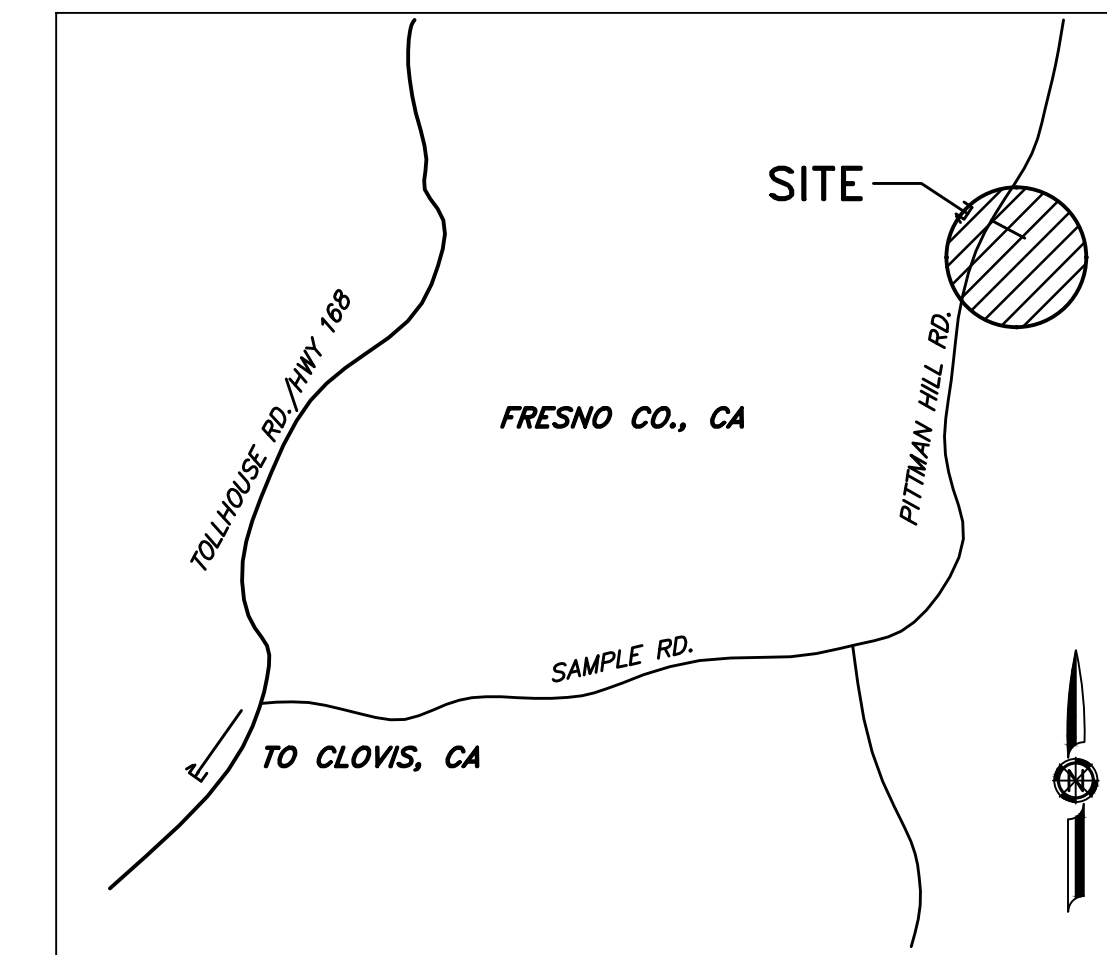 SITE
TOLLHOUSE RD./HWY 168
PITTMAN HILL RD.
FRESNO CO., CA
SAMPLE RD.
TO CLOVIS, CA
N